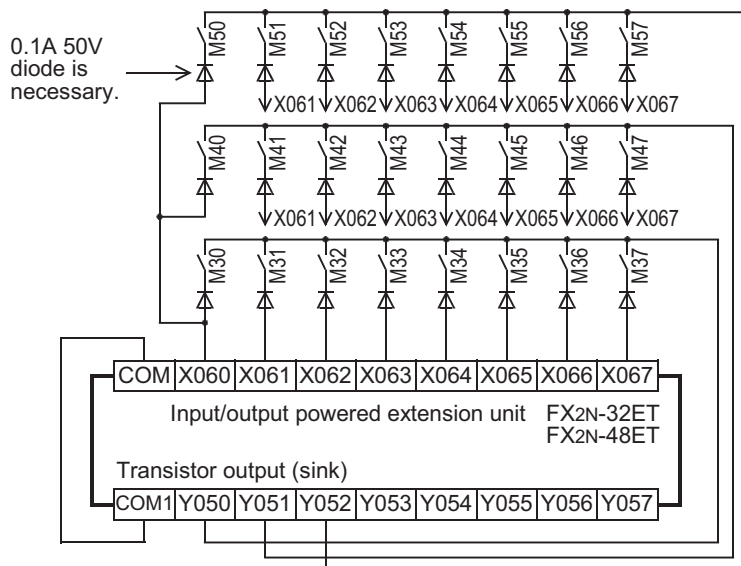 M50 M51 M52 M53 M54 M55 M56 M57
0.1A 50V
diode is
necessary.
X061 X062 X063 X064 X065 X066 X067
M40 M41 M42 M43 M44 M45 M46 M47
X061 X062 X063 X064 X065 X066 X067
M30 M31 M32 M33 M34 M35 M36 M37
COM X060 X061 X062 X063 X064 X065 X066 X067
Input/output powered extension unit FX2N-32ET
FX2N-48ET
Transistor output (sink)
COM1 Y050 Y051 Y052 Y053 Y054 Y055 Y056 Y057